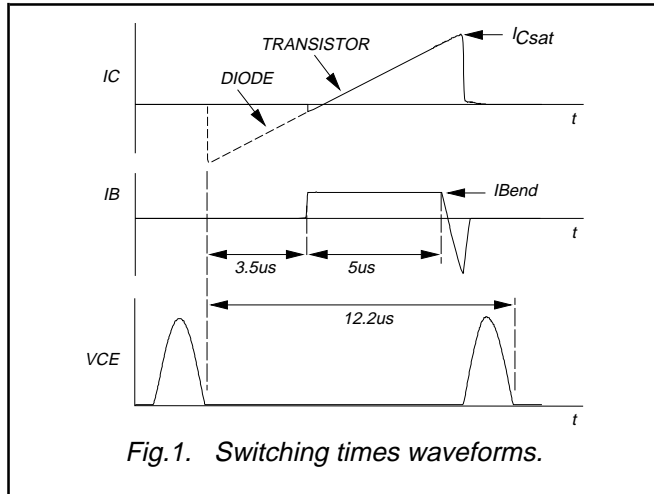 ICsat
TRANSISTOR
IC
DIODE
t
IB
IBend
t
3.5us
5us
12.2us
VCE
t
Fig.1. Switching times waveforms.